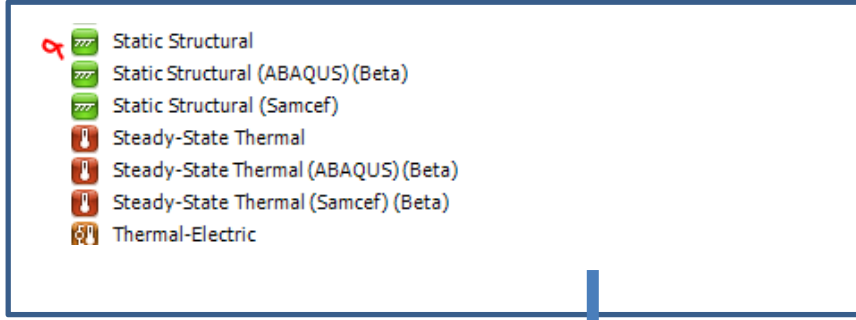 Static Structural
Static Structural (ABAQUS)(Beta)
Static Structural (Samcef)
Steady-State Thermal
Steady-State Thermal (ABAQUS)(Beta)
Steady-State Thermal (Samcef) (Beta)
Thermal-Electric